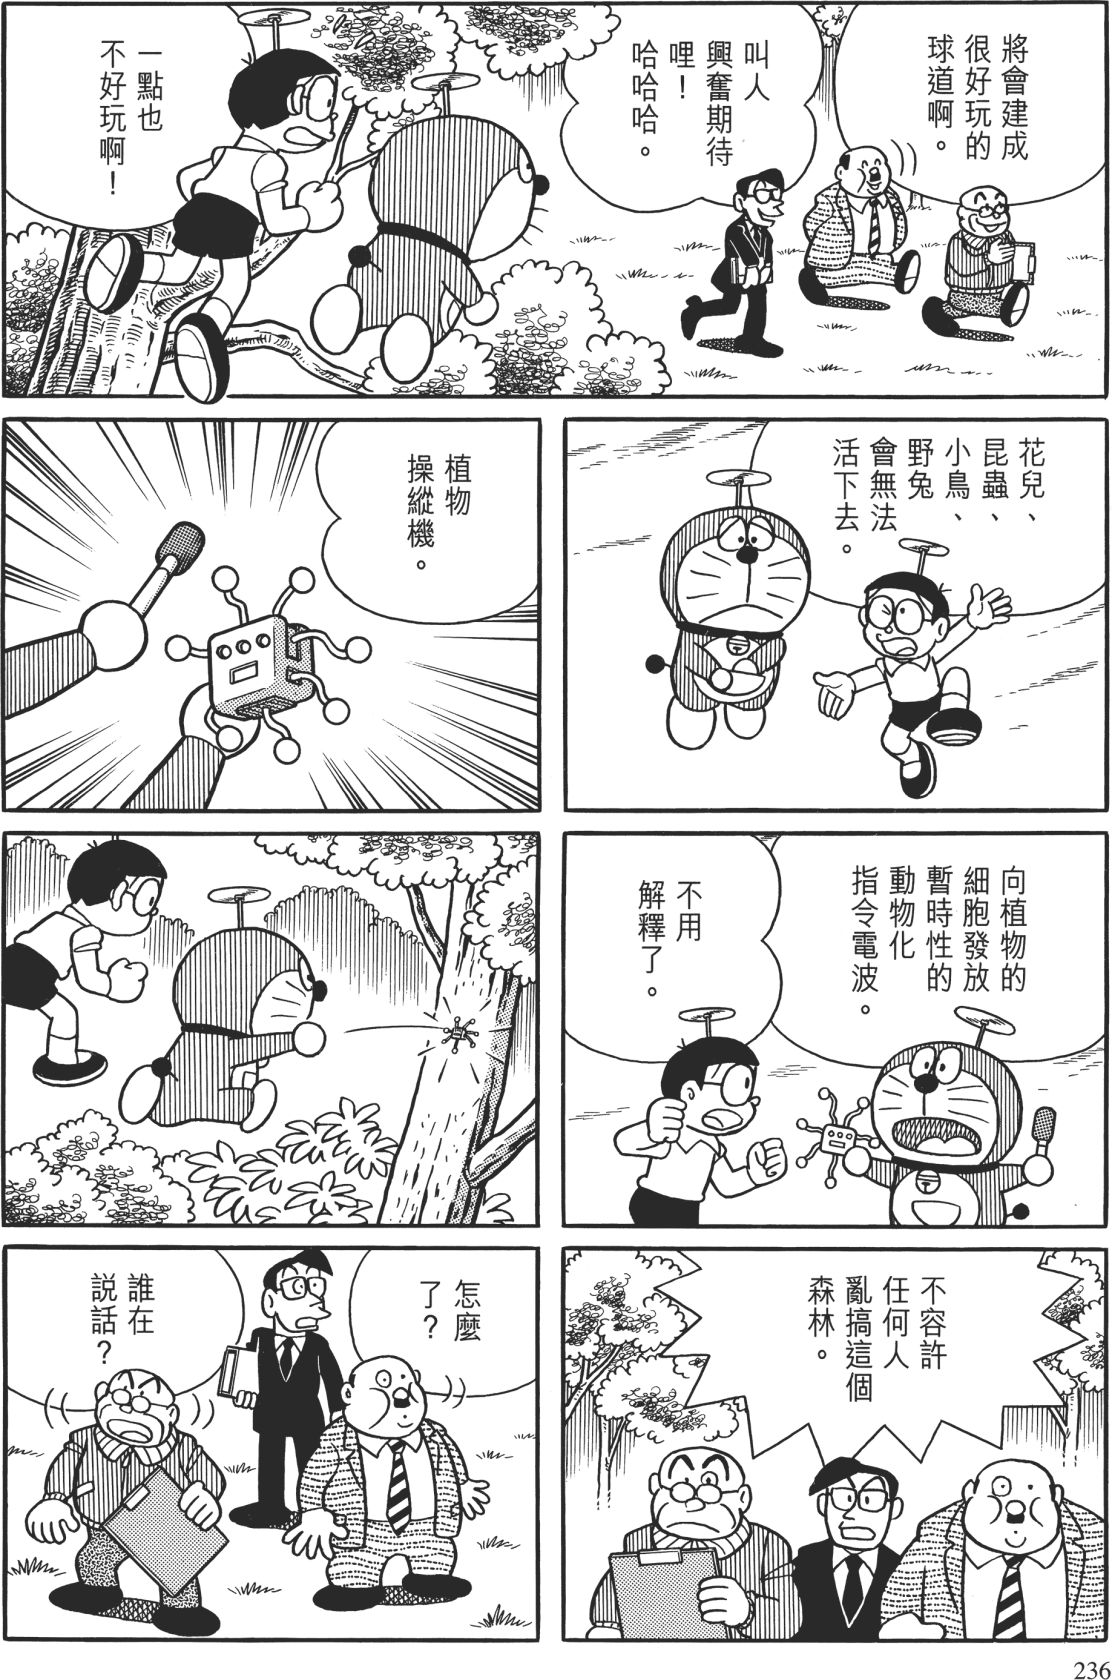 將會建成
很好玩的
球道啊。
叫人
興奮期待
哩！
哈哈哈。
一點也
不好玩啊！
花兒、
昆蟲、
小鳥、
野兔
會無法
活下去。
植物
操縱機。
向植物的
細胞發放
暫時性的
動物化
指令電波。
不用
解釋了。
不容許
任何人
亂搞這個
森林。
怎麼
了？
誰在
説話？
236